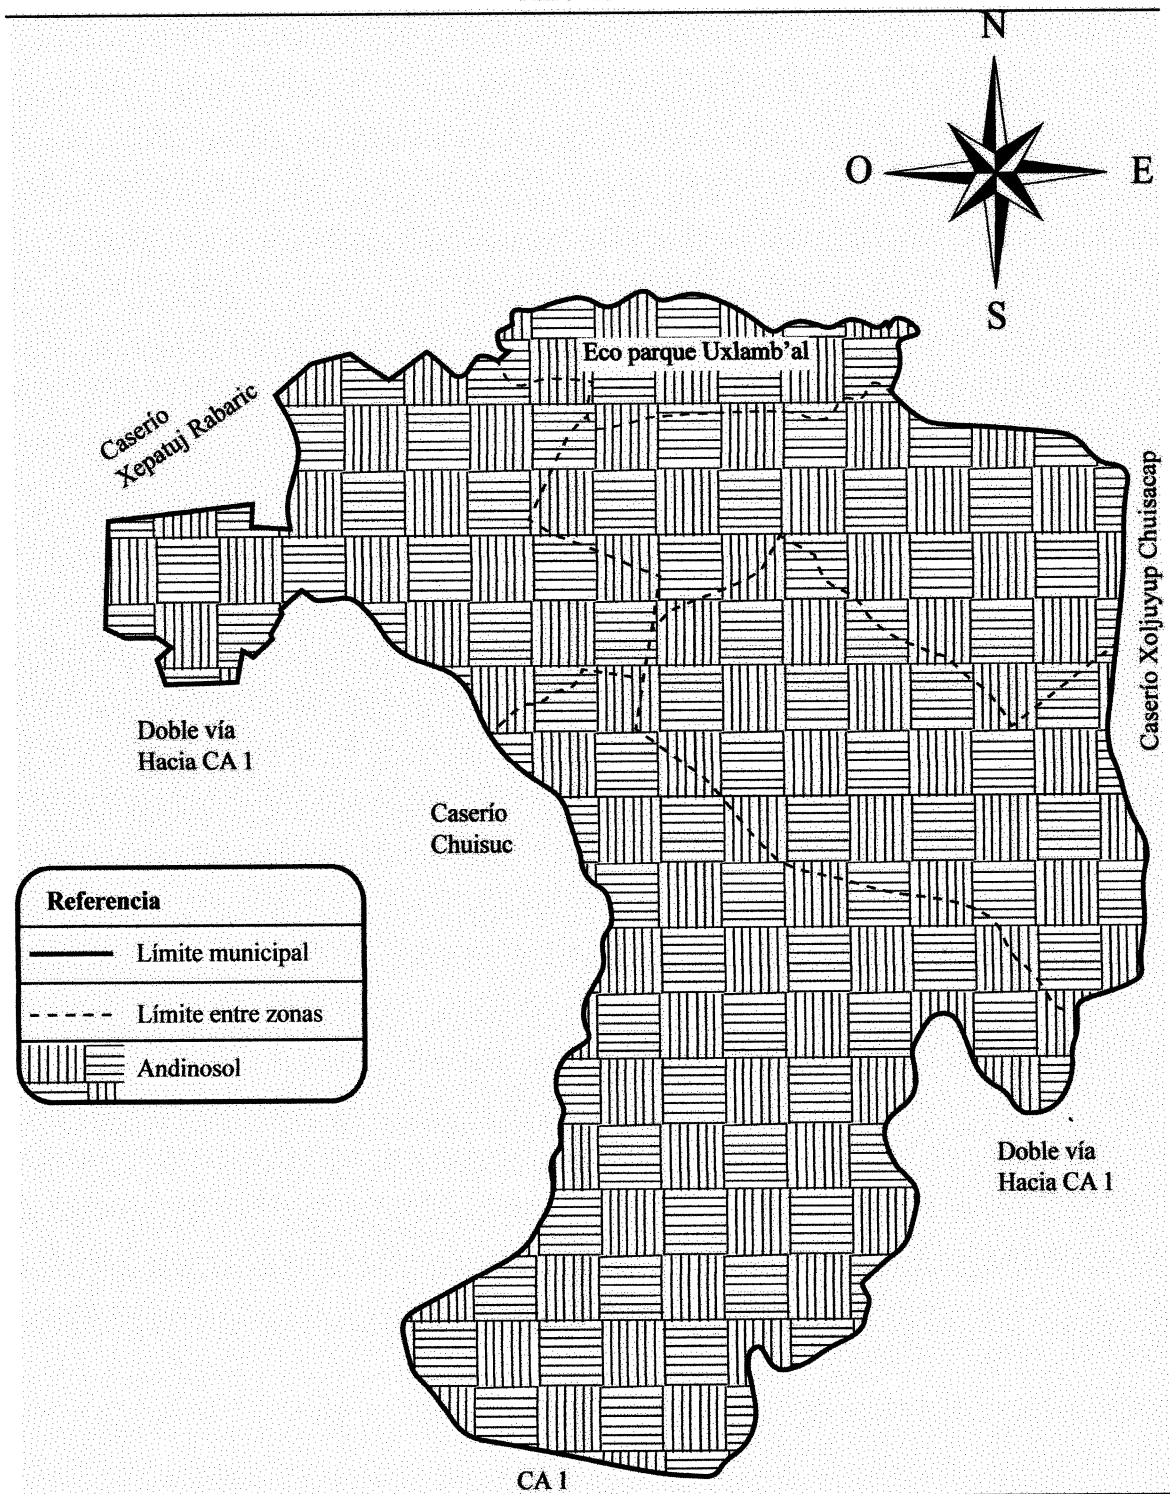 N
O
E
S
Eco parque Uxlamb'al
Caserío
Xepatuj Rabaric
Caserío Xoljuyup Chuisacap
Doble vía
Hacia CA 1
Caserío
Chuisuc
Referencia
Límite municipal
Límite entre zonas
Andinosol
Doble vía
Hacia CA 1
CA 1